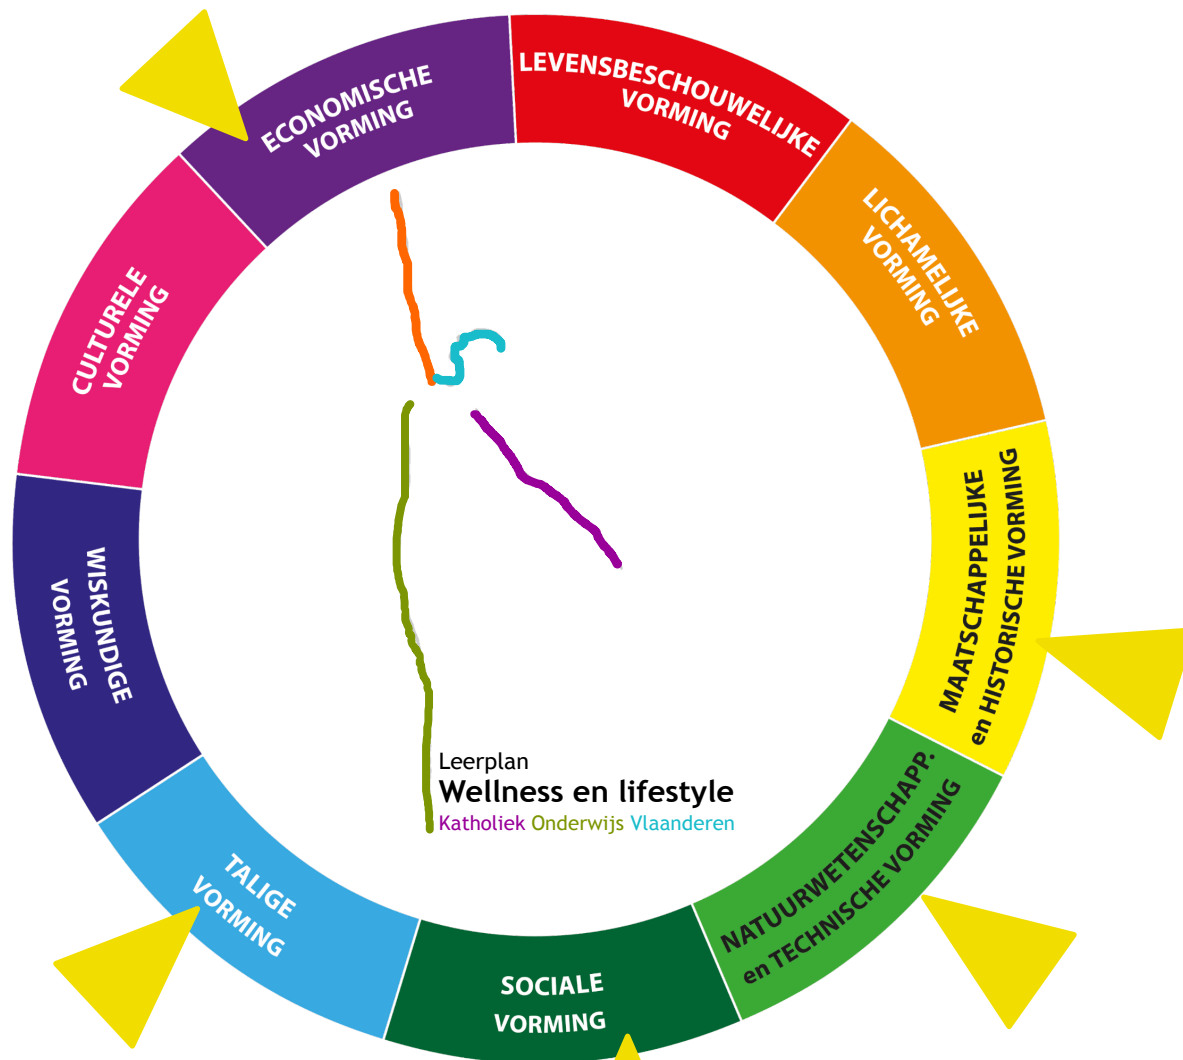 ECONOMISCHE
VORMING
LEVENSBESCHOUWELIJKE
VORMING
LICHAMELIJKE
VORMING
MAATSCHAPPELIJKE
en HISTORISCHE VORMING
NATUURWETENSCHAPP.
en TECHNISCHE VORMING
SOCIALE
VORMING
TALIGE
VORMING
WISKUNDIGE
VORMING
CULTURELE
VORMING
Leerplan
Wellness en lifestyle
Katholiek Onderwijs Vlaanderen